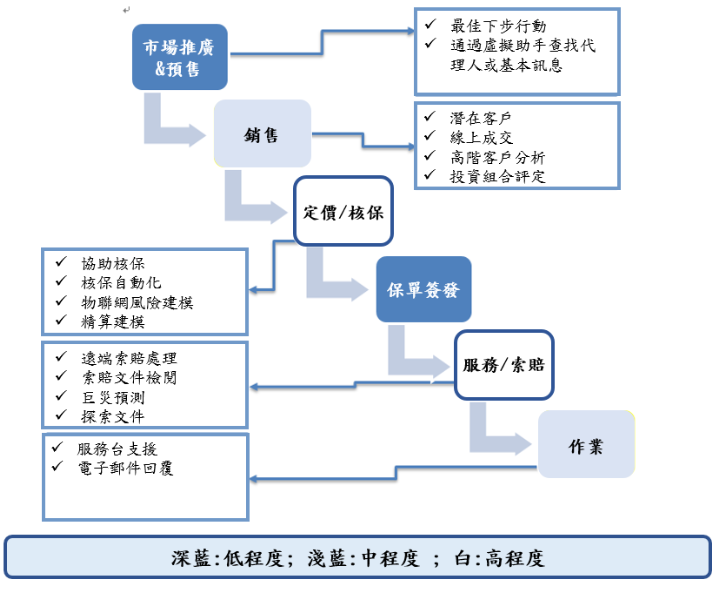 市場推廣
&預售
✓ 最佳下步行動
✓ 通過虛擬助手查找代
理人或基本訊息
銷售
✓ 潛在客戶
✓ 線上成交
✓ 高階客戶分析
✓ 投資組合評定
定價/核保
✓ 協助核保
✓ 核保自動化
✓ 物聯網風險建模
✓ 精算建模
保單簽發
服務/索賠
✓ 遠端索賠處理
✓ 索賠文件檢閱
✓ 巨災預測
✓ 探索文件
作業
✓ 服務台支援
✓ 電子郵件回覆
深藍:低程度; 淺藍:中程度 ; 白:高程度